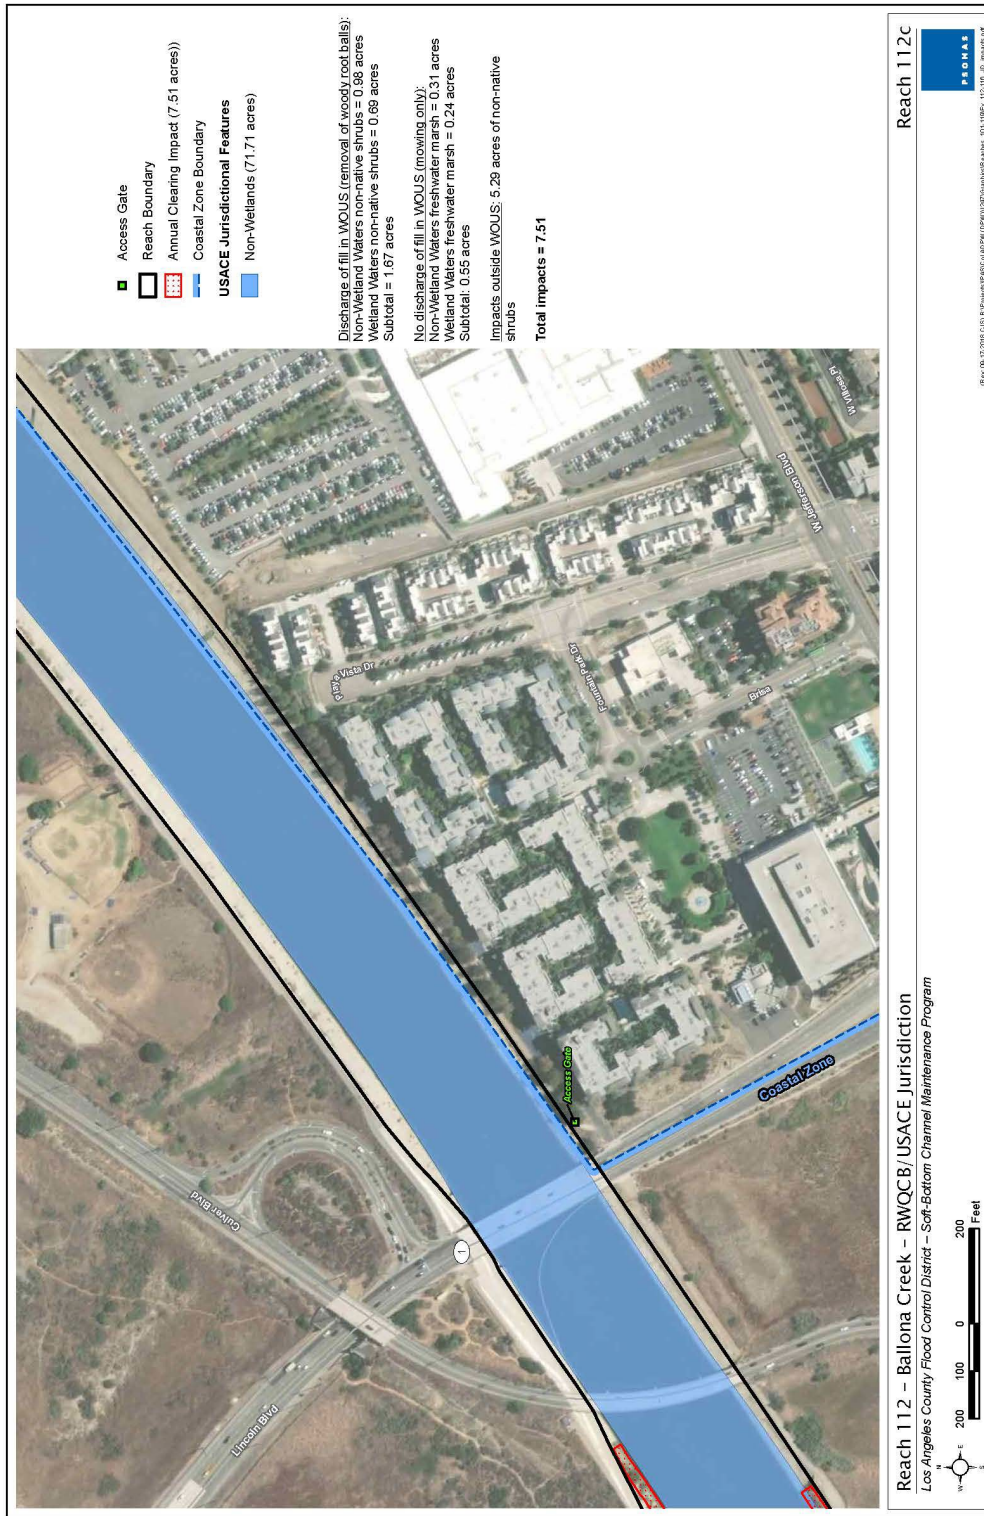 Access Gate
Reach Boundary
Annual Clearing Impact (7.51 acres))
Coastal Zone Boundary
USACE Jurisdictional Features
Non-Wetlands (71.71 acres)
Discharge of fill in WOUS (removal of woody root balls):
Non-Wetland Waters non-native shrubs = 0.98 acres
Wetland Waters non-native shrubs = 0.69 acres
Subtotal = 1.67 acres
No discharge of fill in WOUS (mowing only):
Non-Wetland Waters freshwater marsh = 0.31 acres
Wetland Waters freshwater marsh = 0.24 acres
Subtotal: 0.55 acres
Impacts outside WOUS: 5.29 acres of non-native
shrubs
Total impacts = 7.51
Lincoln Blvd
Culver Blvd
1
Access Gate
Coastal Zone
Playa Vista Dr
Fountain Park Dr
Brisa
W Jefferson Blvd
W Villosa Pl
Reach 112 – Ballona Creek – RWQCB/USACE Jurisdiction
Reach 112c
Los Angeles County Flood Control District – Soft-Bottom Channel Maintenance Program
N
W
E
S
200
100
0
200
Feet
PSOMAS